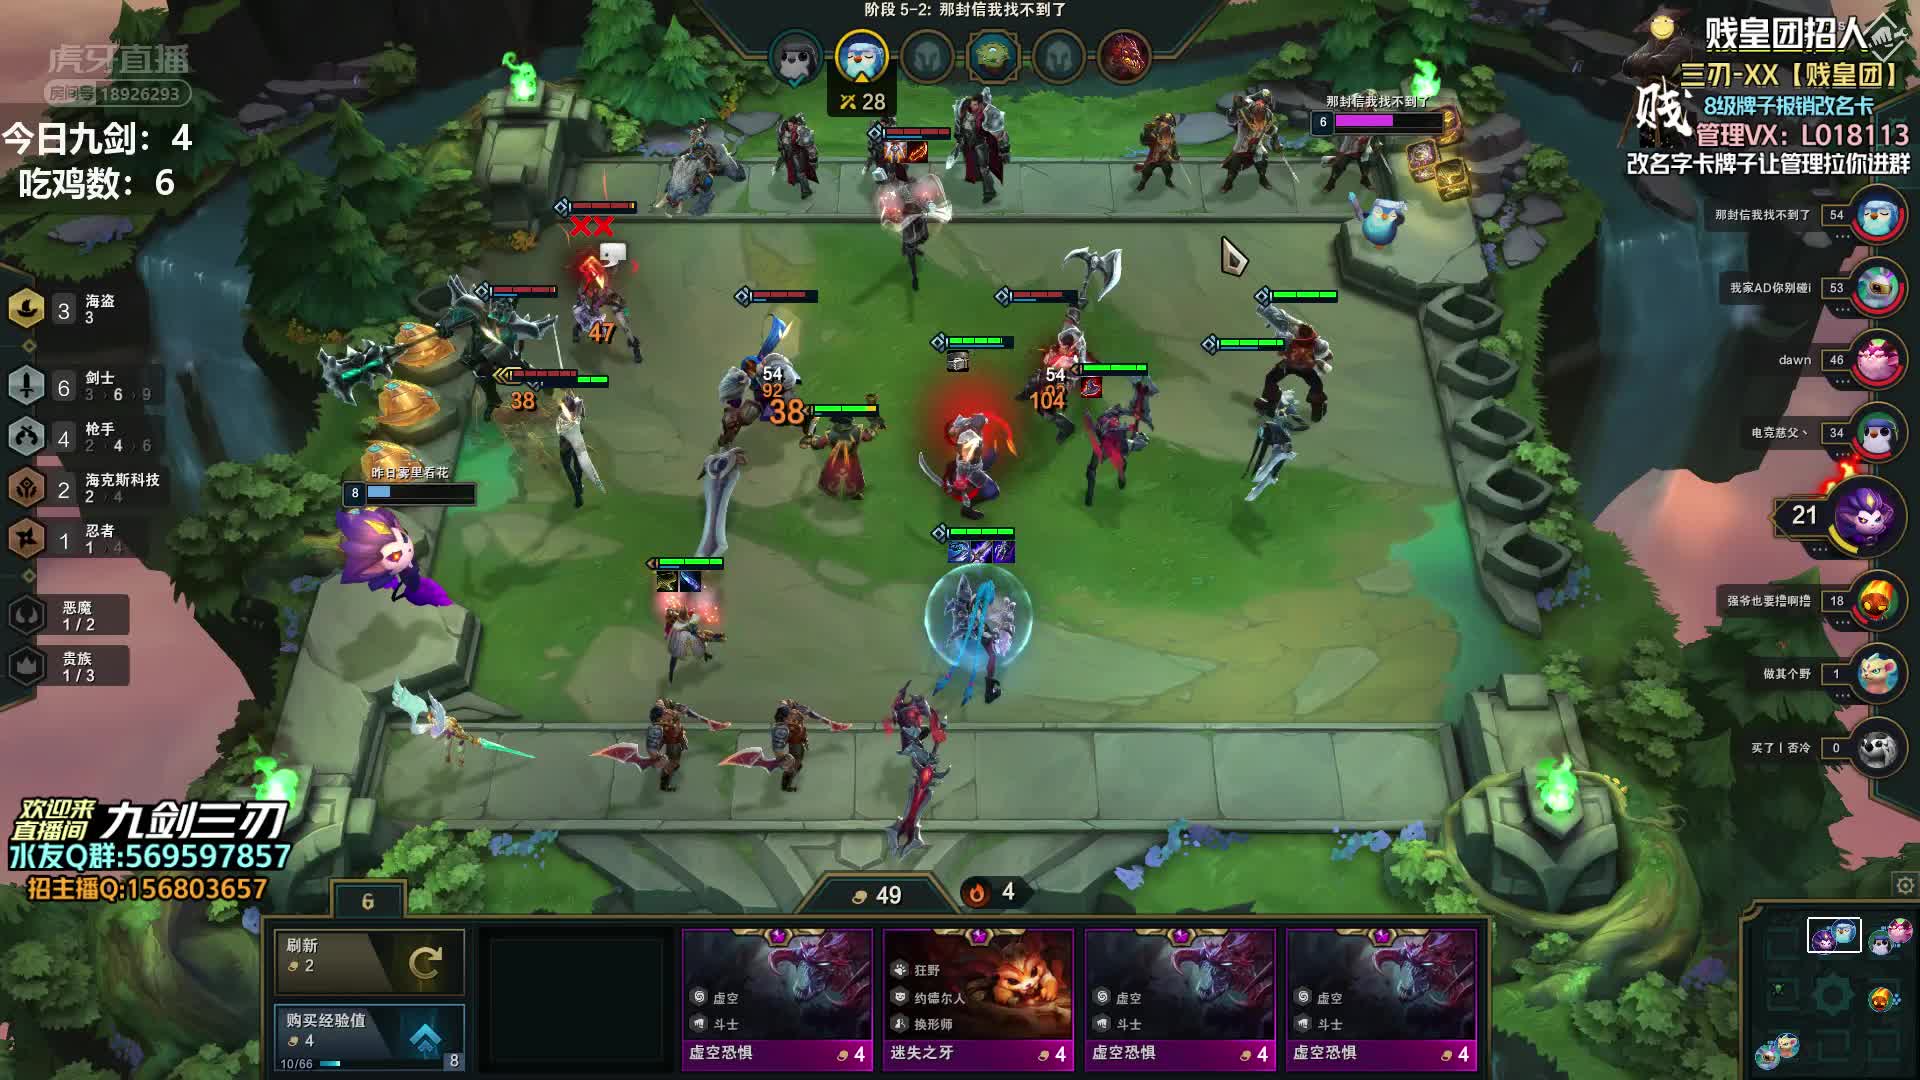 阶段 5-2: 那封信我找不到了
28
虎牙直播
房间号 18926293
今日九剑: 4
吃鸡数: 6
贱皇团招人
三刃-XX【贱皇团】
贱
8级牌子报销改名卡
管理VX: LO18113
改名字卡牌子让管理拉你进群
那封信我找不到了
6
那封信我找不到了 54
我家AD你别碰i 53
dawn 46
电竞慈父丶 34
21
强爷也要撸啊撸 18
做其个野 1
买了丨否冷 0
3 海盗
3
6 剑士
3 › 6 › 9
4 枪手
2 › 4 › 6
2 海克斯科技
2 › 4
1 忍者
1 › 4
恶魔
1 / 2
贵族
1 / 3
47
38
54
92
38
54
104
昨日雾里看花
8
欢迎来
直播间 九剑三刃
水友Q群:569597857
招主播Q:156803657
6
49
4
刷新
2
购买经验值
4
10/66
8
虚空
斗士
虚空恐惧 4
狂野
约德尔人
换形师
迷失之牙 4
虚空
斗士
虚空恐惧 4
虚空
斗士
虚空恐惧 4